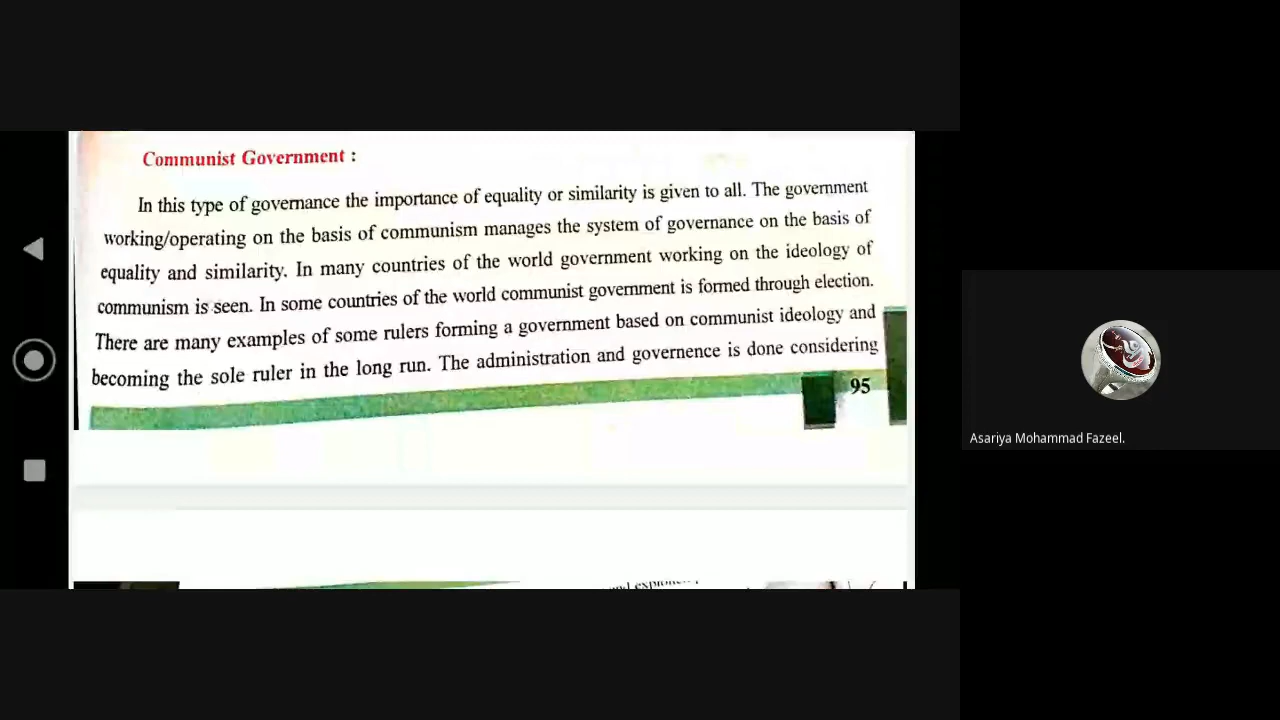 Communist Government :
In this type of governance the importance of equality or similarity is given to all. The government
working/operating on the basis of communism manages the system of governance on the basis of
equality and similarity. In many countries of the world government working on the ideology of
communism is seen. In some countries of the world communist government is formed through election.
There are many examples of some rulers forming a government based on communist ideology and
becoming the sole ruler in the long run. The administration and governence is done considering
95
Asariya Mohammad Fazeel.